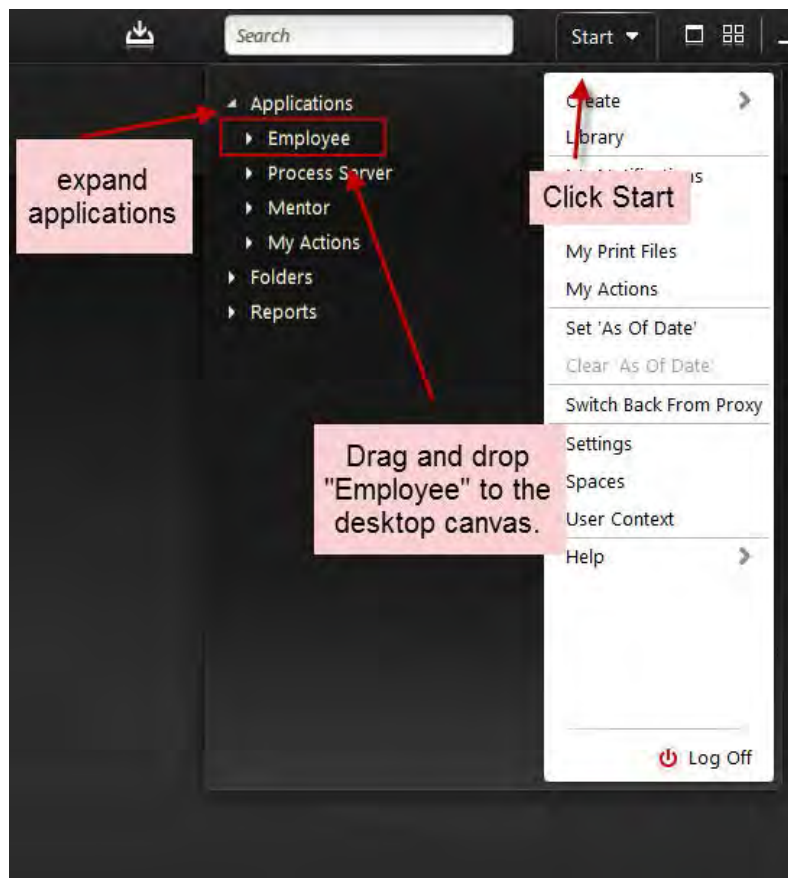 Search
Start
Applications
Employee
Process Server
Mentor
My Actions
Folders
Reports
expand
applications
Drag and drop
"Employee" to the
desktop canvas.
Create
Library
Click Start
My Print Files
My Actions
Set 'As Of Date'
Clear 'As Of Date'
Switch Back From Proxy
Settings
Spaces
User Context
Help
Log Off